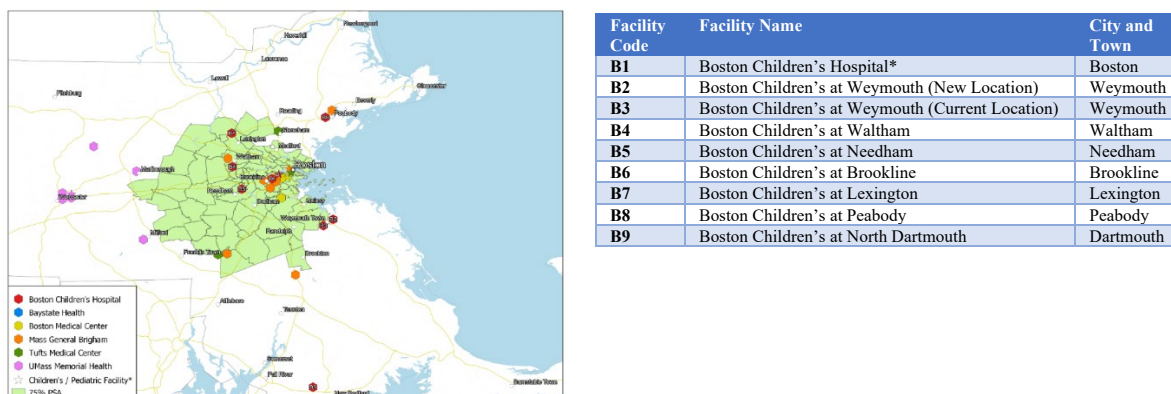 Newburyport
Haverhill
Lawrence
Lowell
Gloucester
Fitchburg
Beverly
Peabody
Reading
Stoneham
Lexington
Medford
Waltham
Boston
Marlborough
Brookline
Worcester
Needham
Dedham
Quincy
Weymouth Town
Milford
Randolph
Franklin Town
Brockton
Attleboro
Taunton
Somerset
Fall River
New Bedford
Barnstable Town
Boston Children's Hospital
Baystate Health
Boston Medical Center
Mass General Brigham
Tufts Medical Center
UMass Memorial Health
Children's / Pediatric Facility*
75% PSA
Facility Code Facility Name City and Town
B1 Boston Children’s Hospital* Boston
B2 Boston Children’s at Weymouth (New Location) Weymouth
B3 Boston Children’s at Weymouth (Current Location) Weymouth
B4 Boston Children’s at Waltham Waltham
B5 Boston Children’s at Needham Needham
B6 Boston Children’s at Brookline Brookline
B7 Boston Children’s at Lexington Lexington
B8 Boston Children’s at Peabody Peabody
B9 Boston Children’s at North Dartmouth Dartmouth